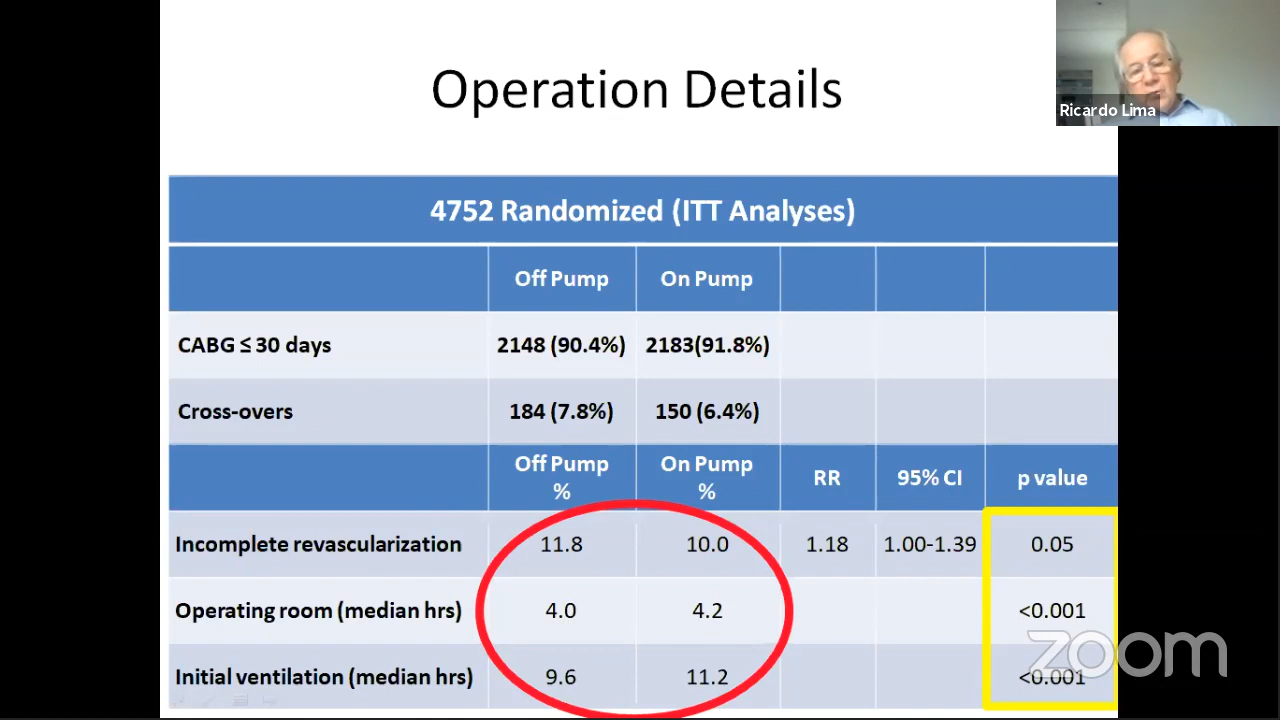 Operation Details
Ricardo Lima
4752 Randomized (ITT Analyses)
Off Pump On Pump
CABG ≤ 30 days 2148 (90.4%) 2183(91.8%)
Cross-overs 184 (7.8%) 150 (6.4%)
Off Pump On Pump RR 95% CI p value
% %
Incomplete revascularization 11.8 10.0 1.18 1.00-1.39 0.05
Operating room (median hrs) 4.0 4.2 <0.001
Initial ventilation (median hrs) 9.6 11.2 <0.001
zoom